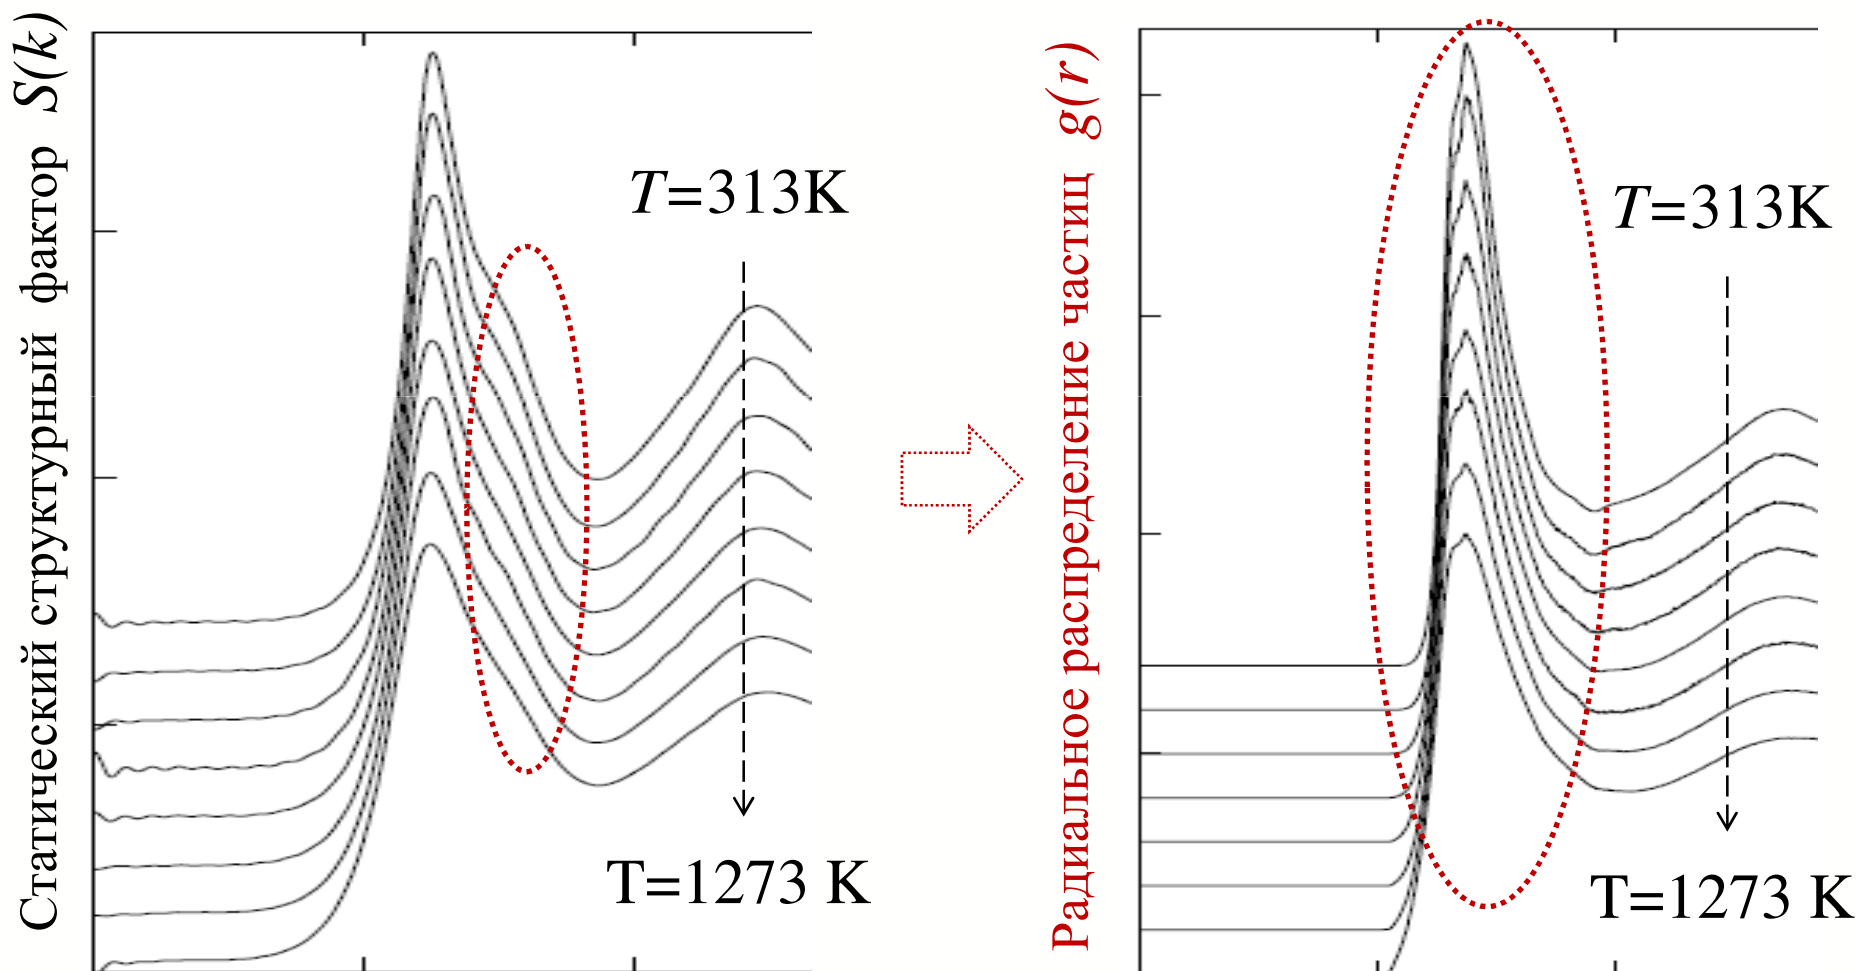 Статический структурный фактор S(k)
T=313K
T=1273 K
Радиальное распределение частиц g(r)
T=313K
T=1273 K